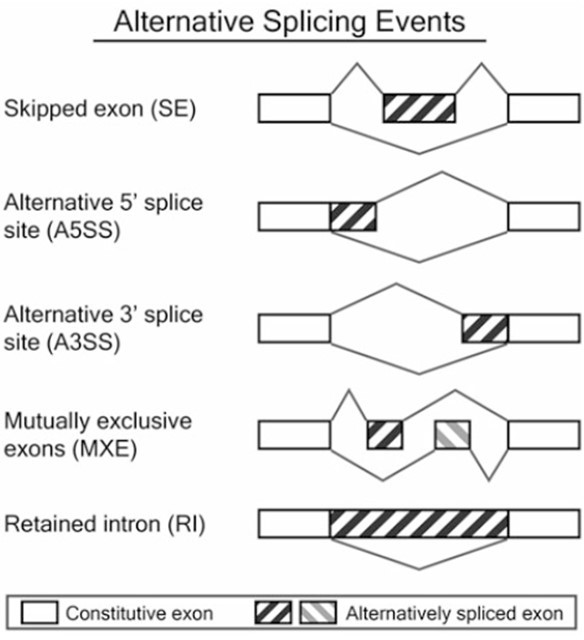 Alternative Splicing Events
Skipped exon (SE)
Alternative 5' splice
site (A5SS)
Alternative 3' splice
site (A3SS)
Mutually exclusive
exons (MXE)
Retained intron (RI)
Constitutive exon
Alternatively spliced exon